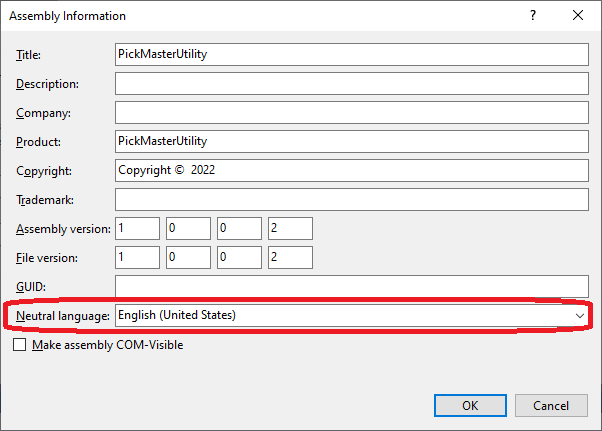 Assembly Information ?
Title: PickMasterUtility
Description:
Company:
Product: PickMasterUtility
Copyright: Copyright © 2022
Trademark:
Assembly version: 1 0 0 2
File version: 1 0 0 2
GUID:
Neutral language: English (United States)
Make assembly COM-Visible
OK Cancel